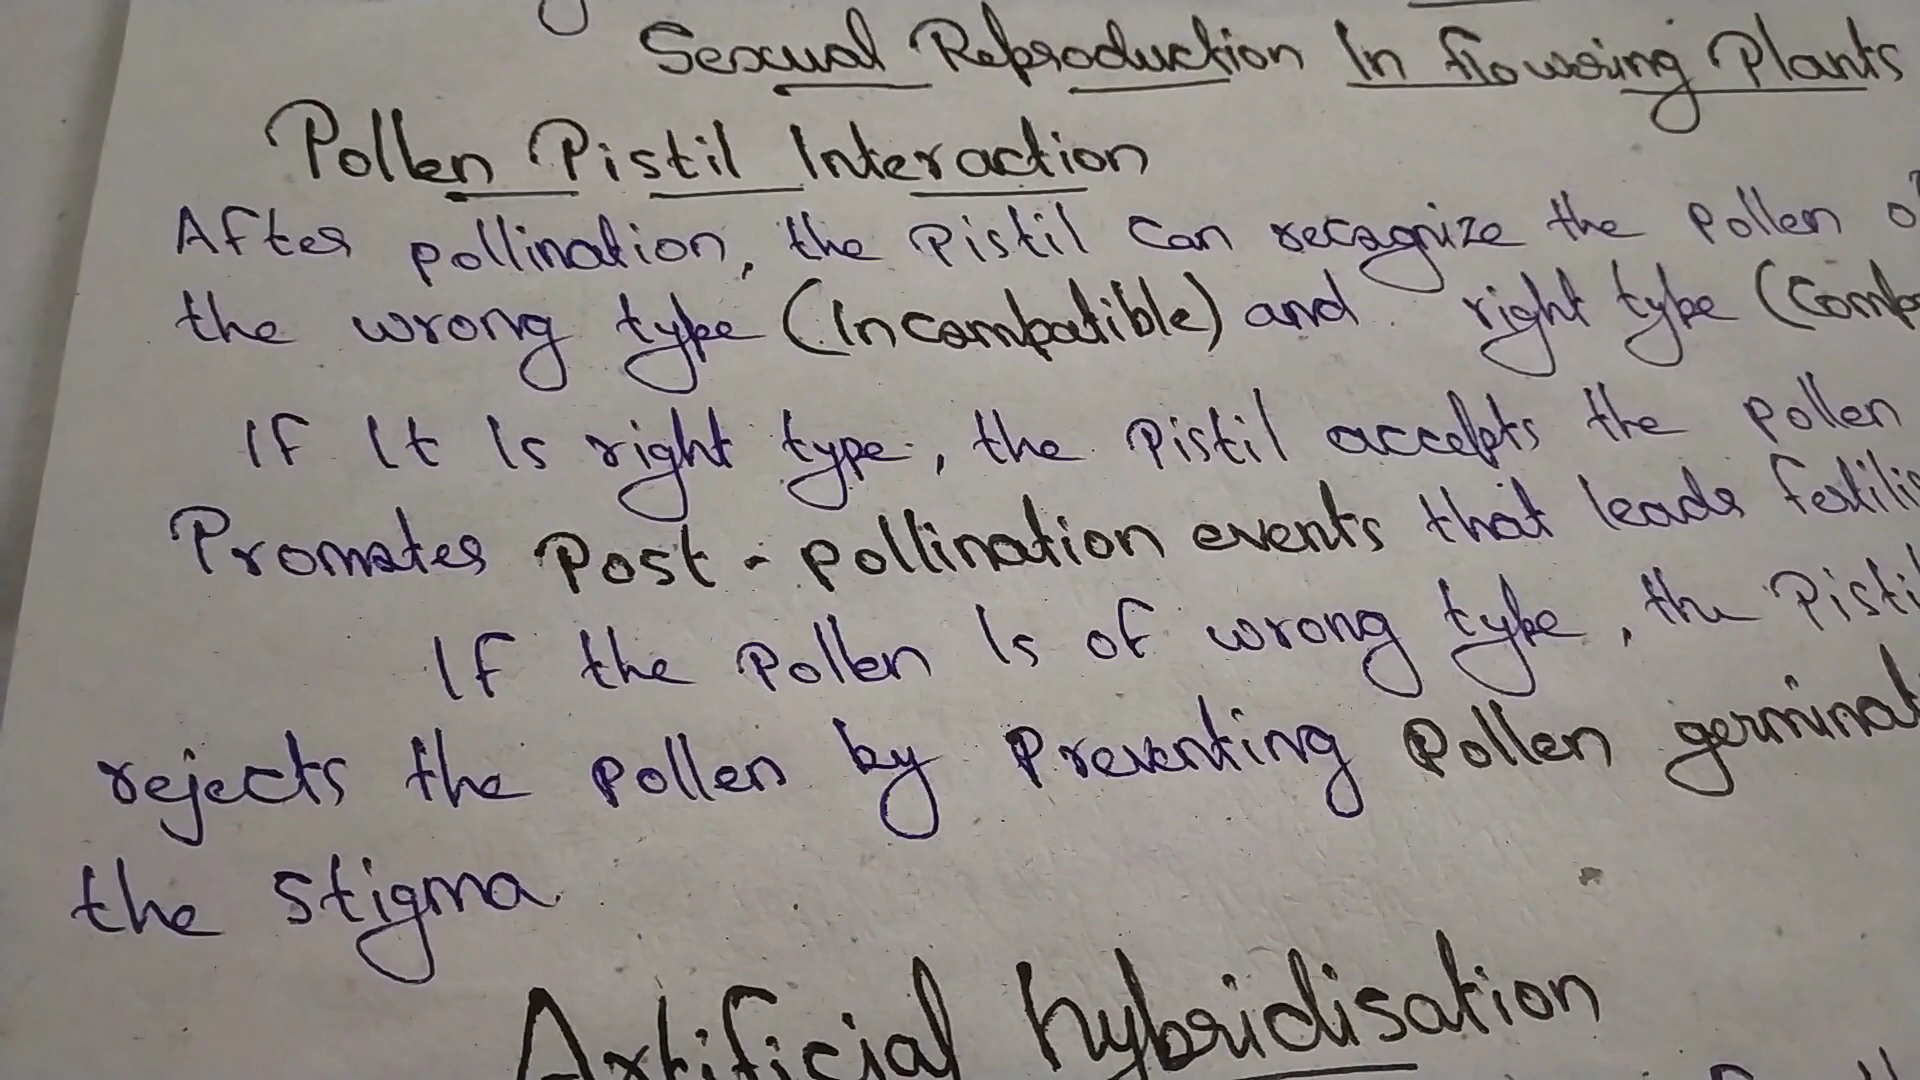 Sexual Reproduction In flowering Plants
Pollen Pistil Interaction
After pollination, the Pistil can recognize the pollen of
the wrong type (Incompatible) and right type (Comp
If It Is right type, the Pistil accepts the pollen
Promotes Post-pollination events that leads fertilis
If the pollen Is of wrong type, the Pistil
rejects the pollen by Preventing Pollen germinat
the stigma.
Artificial hybridisation